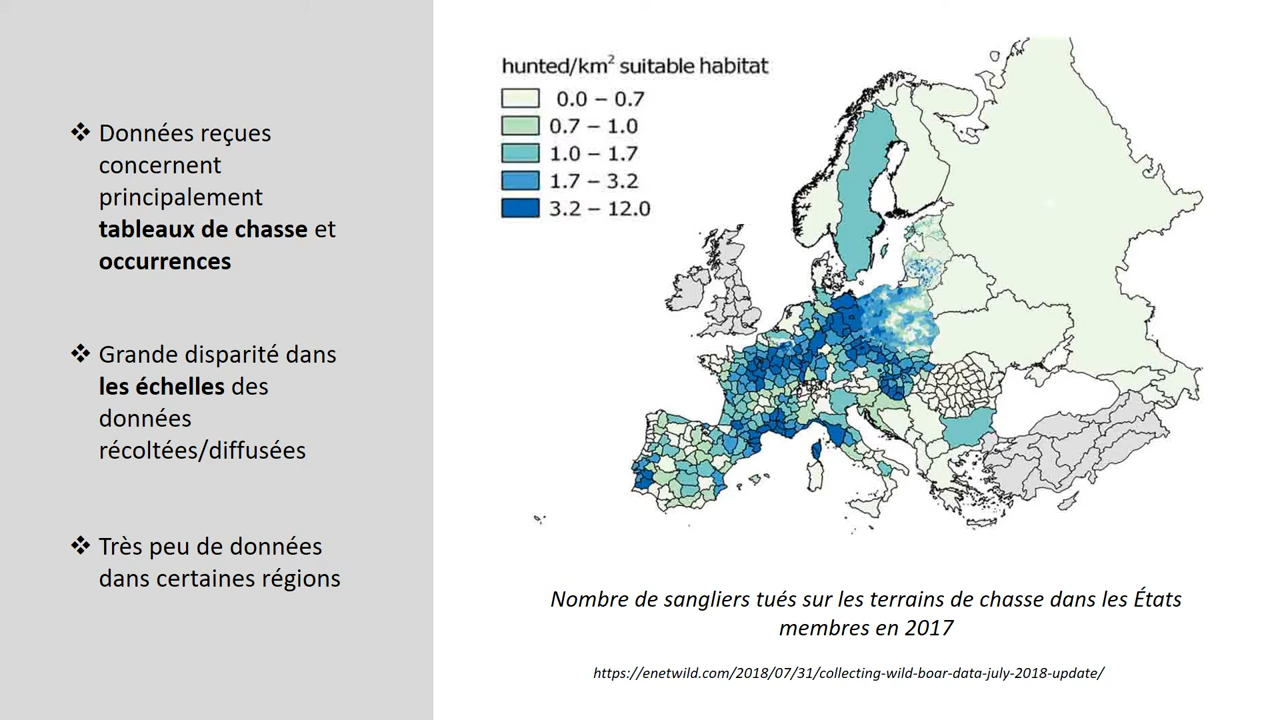 ❖ Données reçues
concernent
principalement
tableaux de chasse et
occurrences
❖ Grande disparité dans
les échelles des
données
récoltées/diffusées
❖ Très peu de données
dans certaines régions
hunted/km² suitable habitat
0.0 – 0.7
0.7 – 1.0
1.0 – 1.7
1.7 – 3.2
3.2 – 12.0
Nombre de sangliers tués sur les terrains de chasse dans les États
membres en 2017
https://enetwild.com/2018/07/31/collecting-wild-boar-data-july-2018-update/